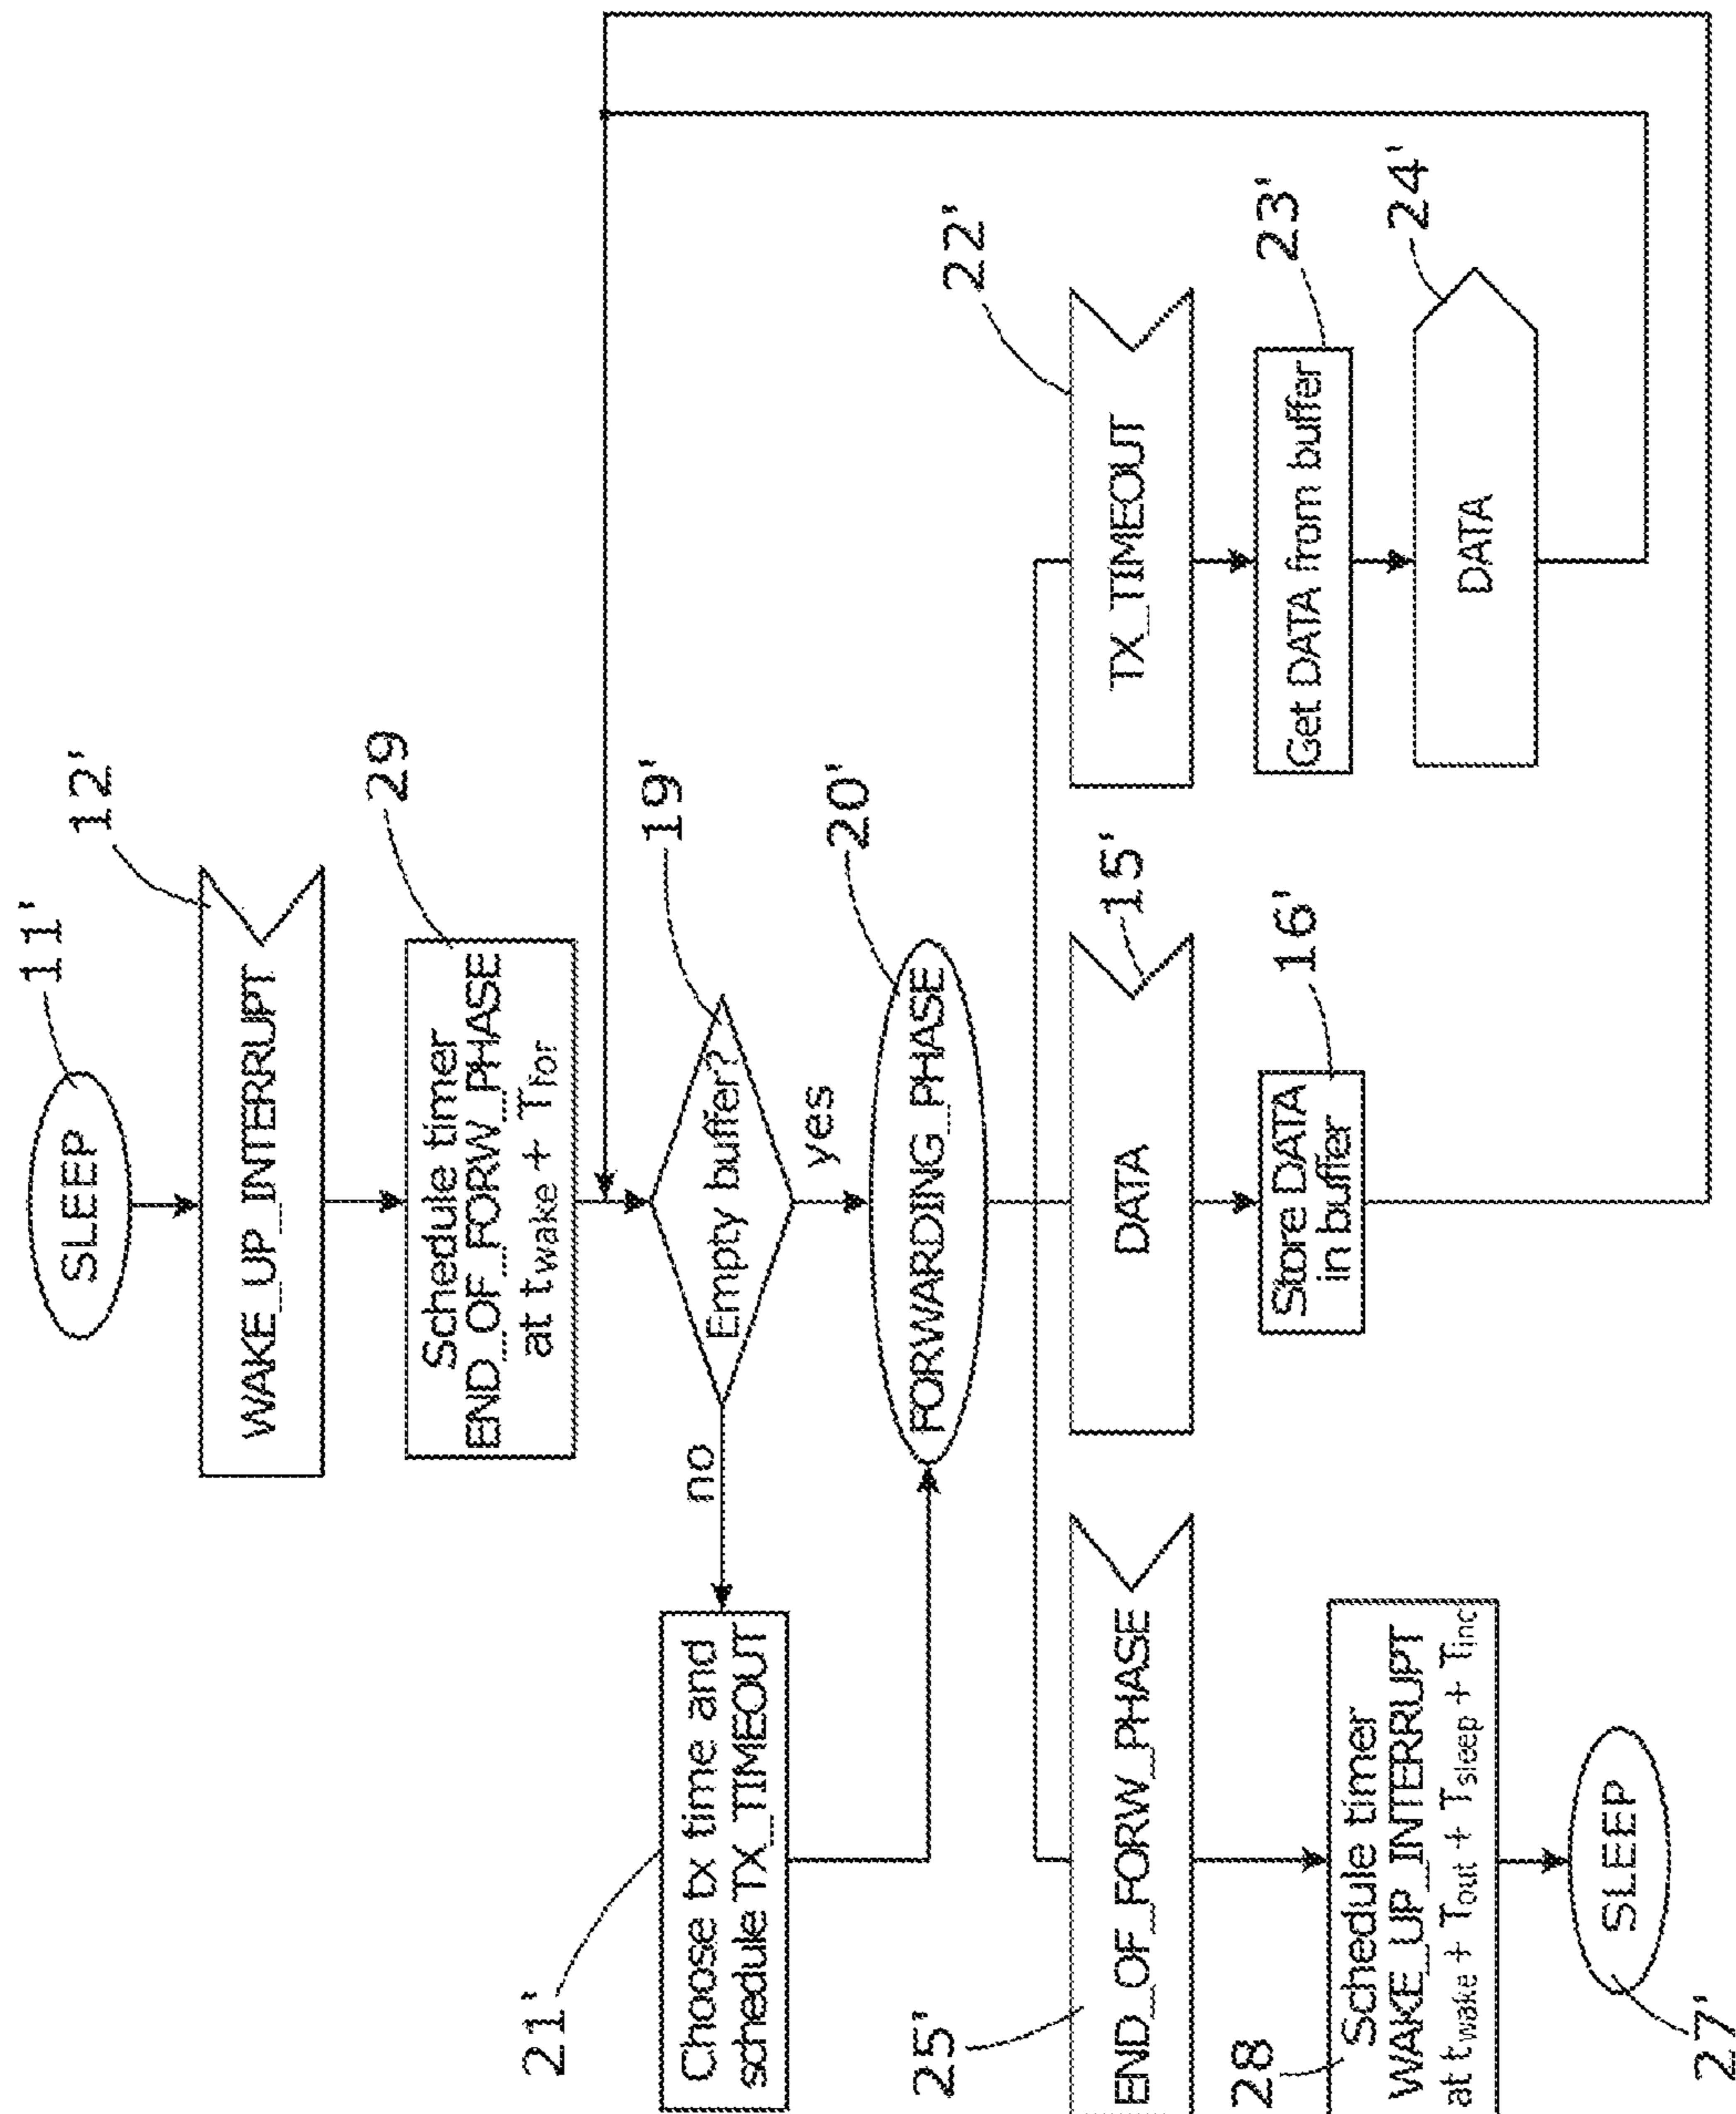 11'
SLEEP
12'
WAKE_UP_INTERRUPT
29
Schedule timer
END_OF_FORW_PHASE
at twake + Tfor
19'
Empty buffer?
no
yes
21'
Choose tx time and
schedule TX_TIMEOUT
20'
FORWARDING_PHASE
25'
END_OF_FORW_PHASE
15'
DATA
22'
TX_TIMEOUT
28
Schedule timer
WAKE_UP_INTERRUPT
at twake + Tout + Tsleep + Tinc
16'
Store DATA
in buffer
23'
Get DATA from buffer
24'
DATA
27'
SLEEP